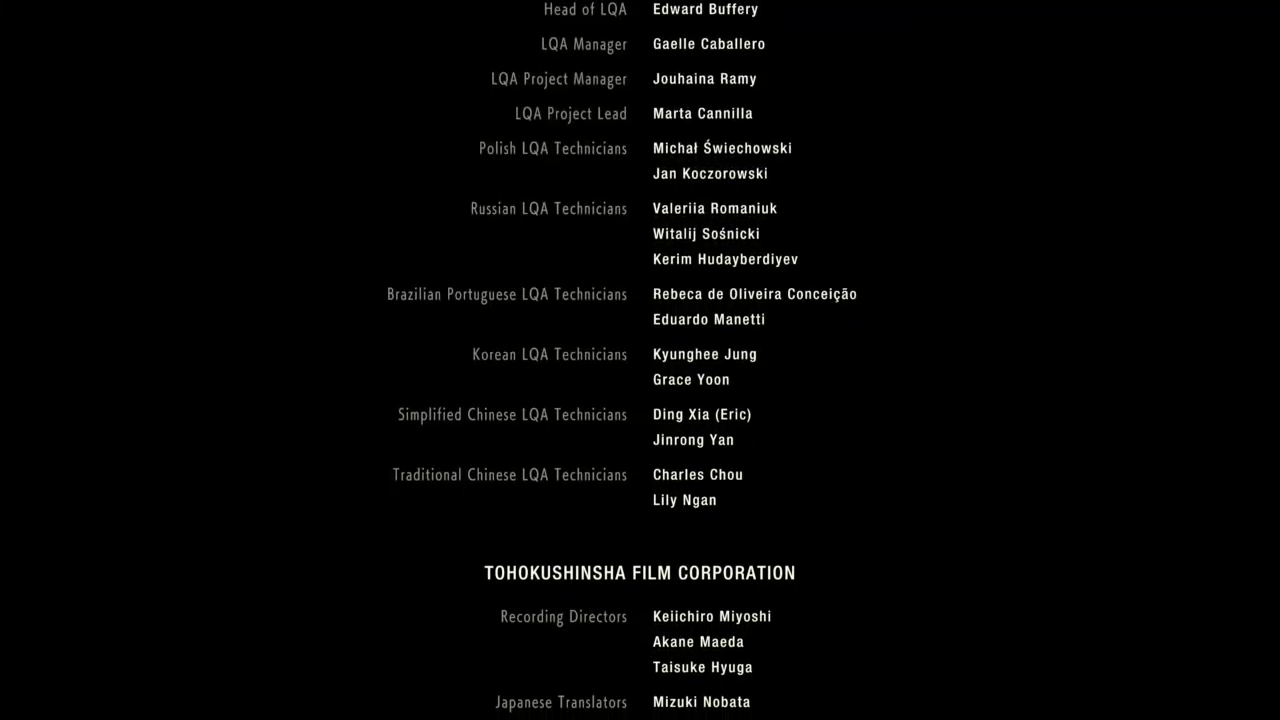 Head of LQA Edward Buffery
LQA Manager Gaelle Caballero
LQA Project Manager Jouhaina Ramy
LQA Project Lead Marta Cannilla
Polish LQA Technicians Michał Świechowski
Jan Koczorowski
Russian LQA Technicians Valeriia Romaniuk
Witalij Sośnicki
Kerim Hudayberdiyev
Brazilian Portuguese LQA Technicians Rebeca de Oliveira Conceição
Eduardo Manetti
Korean LQA Technicians Kyunghee Jung
Grace Yoon
Simplified Chinese LQA Technicians Ding Xia (Eric)
Jinrong Yan
Traditional Chinese LQA Technicians Charles Chou
Lily Ngan
TOHOKUSHINSHA FILM CORPORATION
Recording Directors Keiichiro Miyoshi
Akane Maeda
Taisuke Hyuga
Japanese Translators Mizuki Nobata